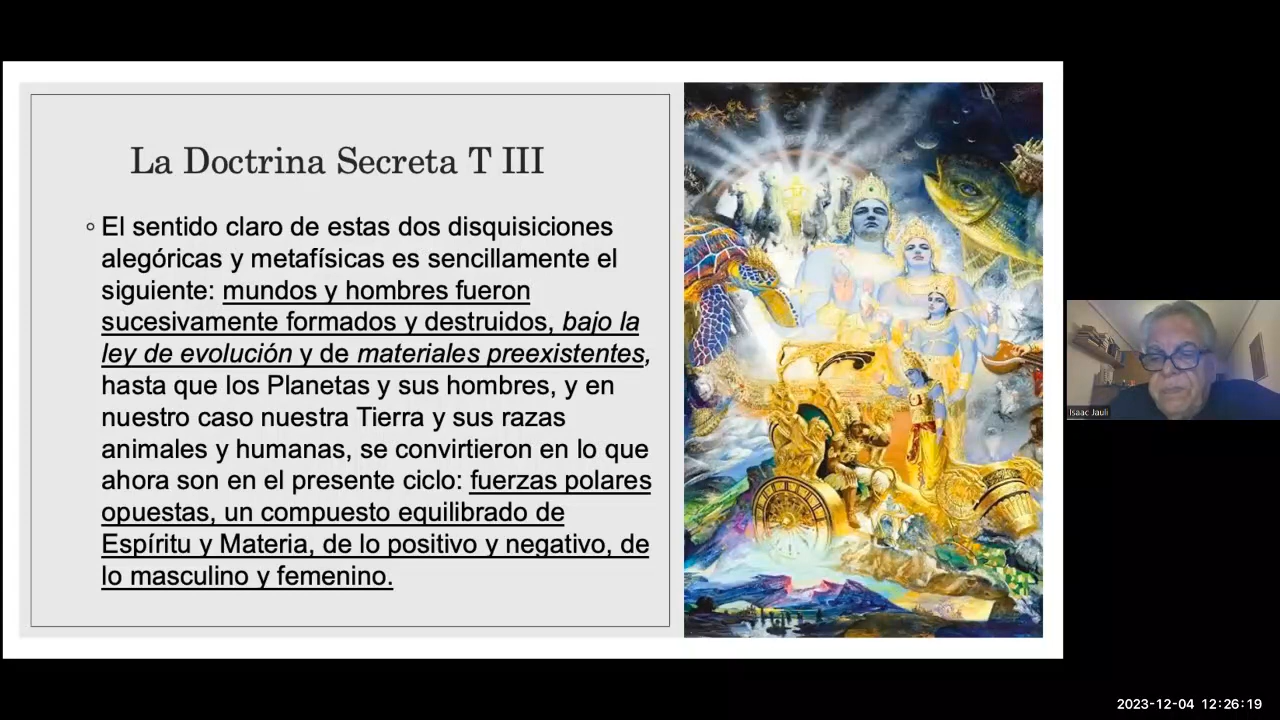 La Doctrina Secreta T III
◦ El sentido claro de estas dos disquisiciones
alegóricas y metafísicas es sencillamente el
siguiente: mundos y hombres fueron
sucesivamente formados y destruidos, bajo la
ley de evolución y de materiales preexistentes,
hasta que los Planetas y sus hombres, y en
nuestro caso nuestra Tierra y sus razas
animales y humanas, se convirtieron en lo que
ahora son en el presente ciclo: fuerzas polares
opuestas, un compuesto equilibrado de
Espíritu y Materia, de lo positivo y negativo, de
lo masculino y femenino.
Isaac Jauli
2023-12-04 12:26:19